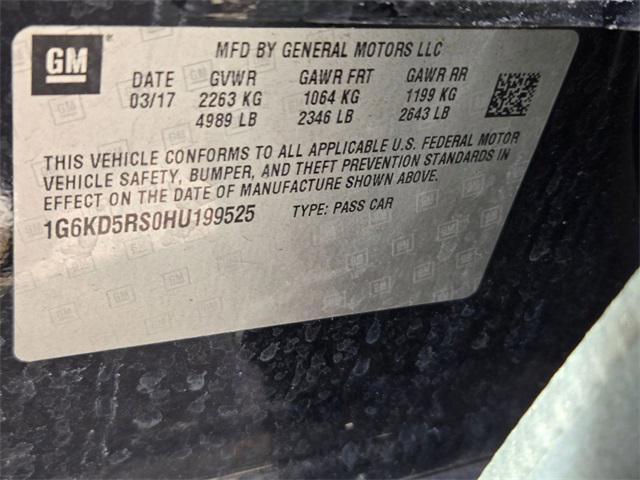 GM
MFD BY GENERAL MOTORS LLC
DATE GVWR GAWR FRT GAWR RR
03/17 2263 KG 1064 KG 1199 KG
4989 LB 2346 LB 2643 LB
THIS VEHICLE CONFORMS TO ALL APPLICABLE U.S. FEDERAL MOTOR
VEHICLE SAFETY, BUMPER, AND THEFT PREVENTION STANDARDS IN
EFFECT ON THE DATE OF MANUFACTURE SHOWN ABOVE.
1G6KD5RS0HU199525 TYPE: PASS CAR